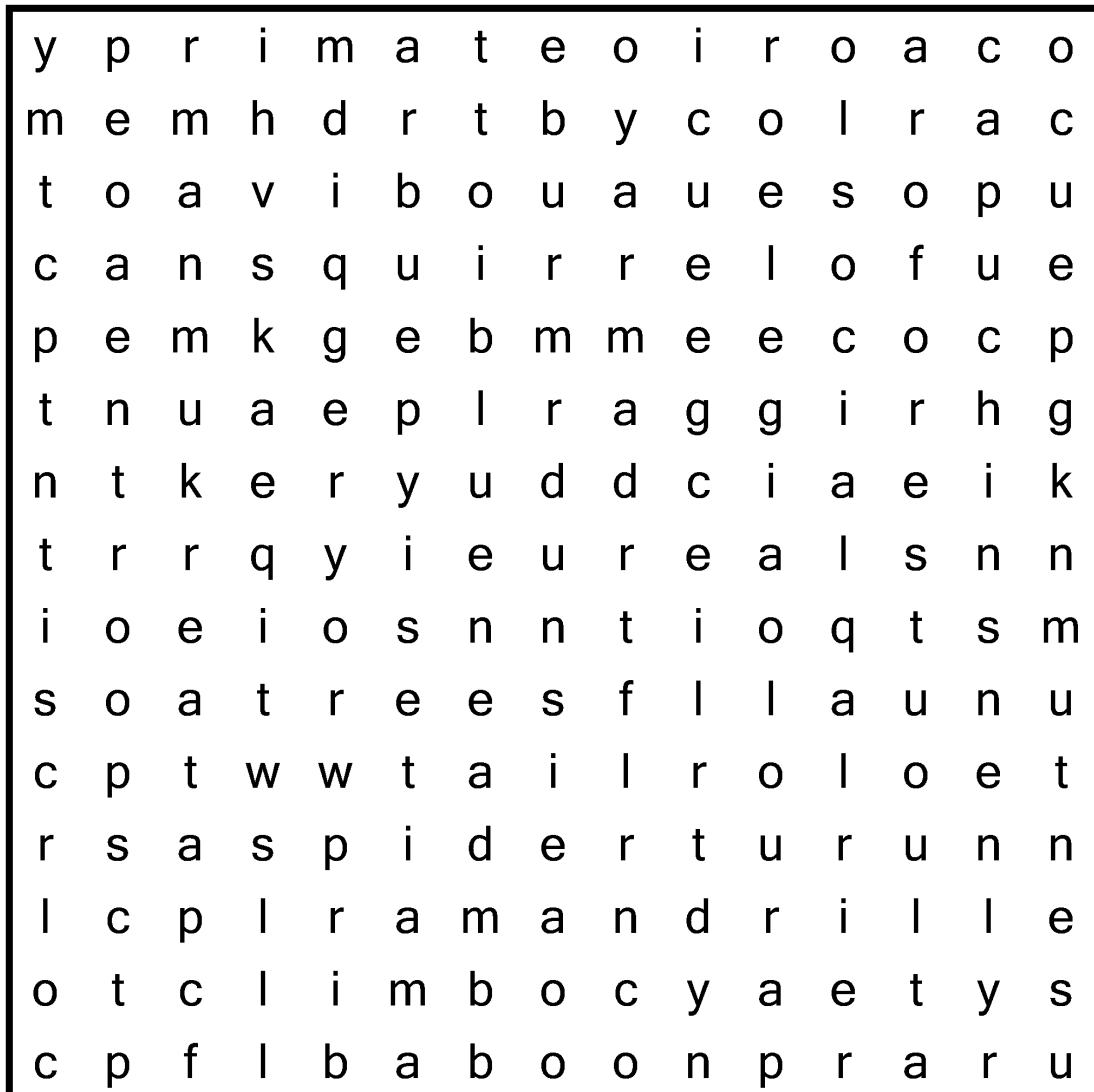 y p r i m a t e o i r o a c o
m e m h d r t b y c o l r a c
t o a v i b o u a u e s o p u
c a n s q u i r r e l o f u e
p e m k g e b m m e e c o c p
t n u a e p l r a g g i r h g
n t k e r y u d d c i a e i k
t r r q y i e u r e a l s n n
i o e i o s n n t i o q t s m
s o a t r e e s f l l a u n u
c p t w w t a i l r o l o e t
r s a s p i d e r t u r u n n
l c p l r a m a n d r i l l e
o t c l i m b o c y a e t y s
c p f l b a b o o n p r a r u